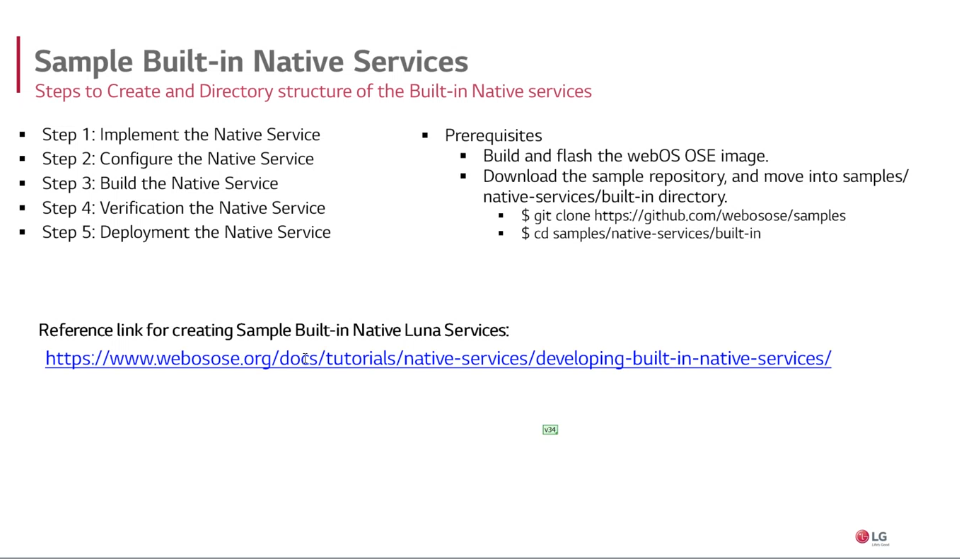 Sample Built-in Native Services
Steps to Create and Directory structure of the Built-in Native services
▪ Step 1: Implement the Native Service
▪ Step 2: Configure the Native Service
▪ Step 3: Build the Native Service
▪ Step 4: Verification the Native Service
▪ Step 5: Deployment the Native Service
▪ Prerequisites
▪ Build and flash the webOS OSE image.
▪ Download the sample repository, and move into samples/
native-services/built-in directory.
▪ $ git clone https://github.com/webosose/samples
▪ $ cd samples/native-services/built-in
Reference link for creating Sample Built-in Native Luna Services:
https://www.webosose.org/docs/tutorials/native-services/developing-built-in-native-services/
v34
LG
Life's Good